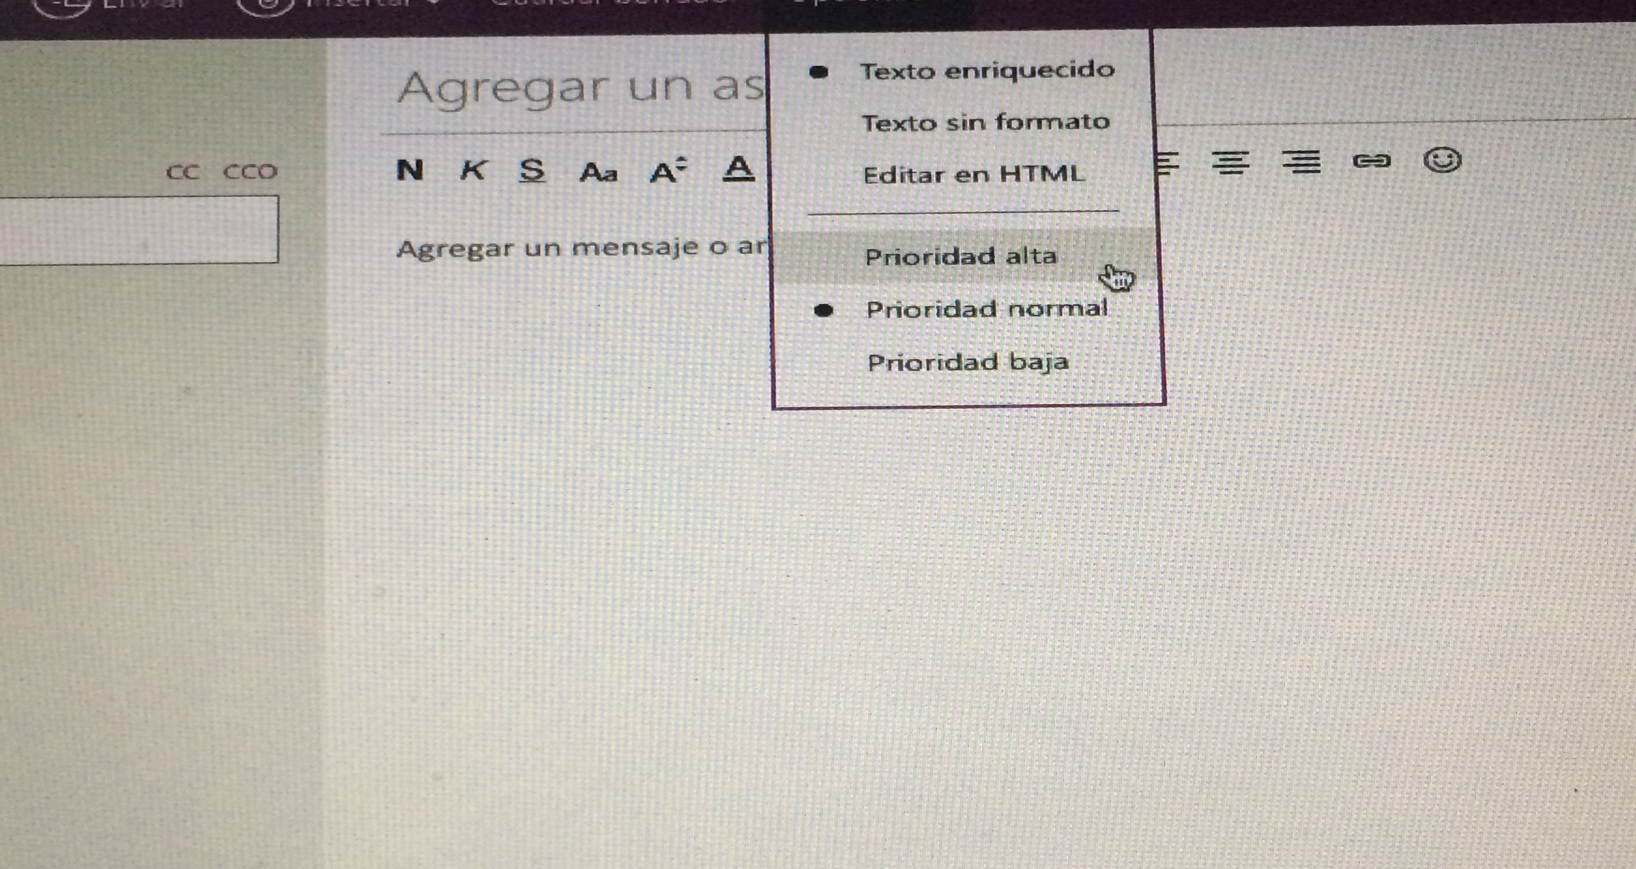 Agregar un as
Texto enriquecido
Texto sin formato
Editar en HTML
CC CCO
N K S Aa A A
Agregar un mensaje o ar
Prioridad alta
Prioridad normal
Prioridad baja